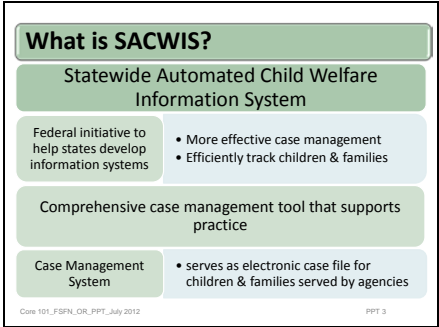 What is SACWIS?
Statewide Automated Child Welfare
Information System
Federal initiative to
help states develop
information systems
• More effective case management
• Efficiently track children & families
Comprehensive case management tool that supports
practice
Case Management
System
• serves as electronic case file for
children & families served by agencies
Core 101_FSFN_OR_PPT_July 2012
PPT 3